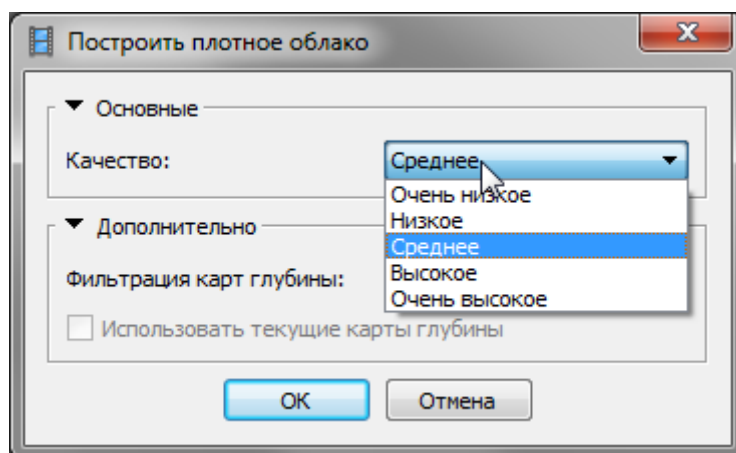 Построить плотное облако
Основные
Качество: Среднее
Очень низкое
Низкое
Дополнительно
Среднее
Высокое
Фильтрация карт глубины:
Очень высокое
Использовать текущие карты глубины
OK Отмена